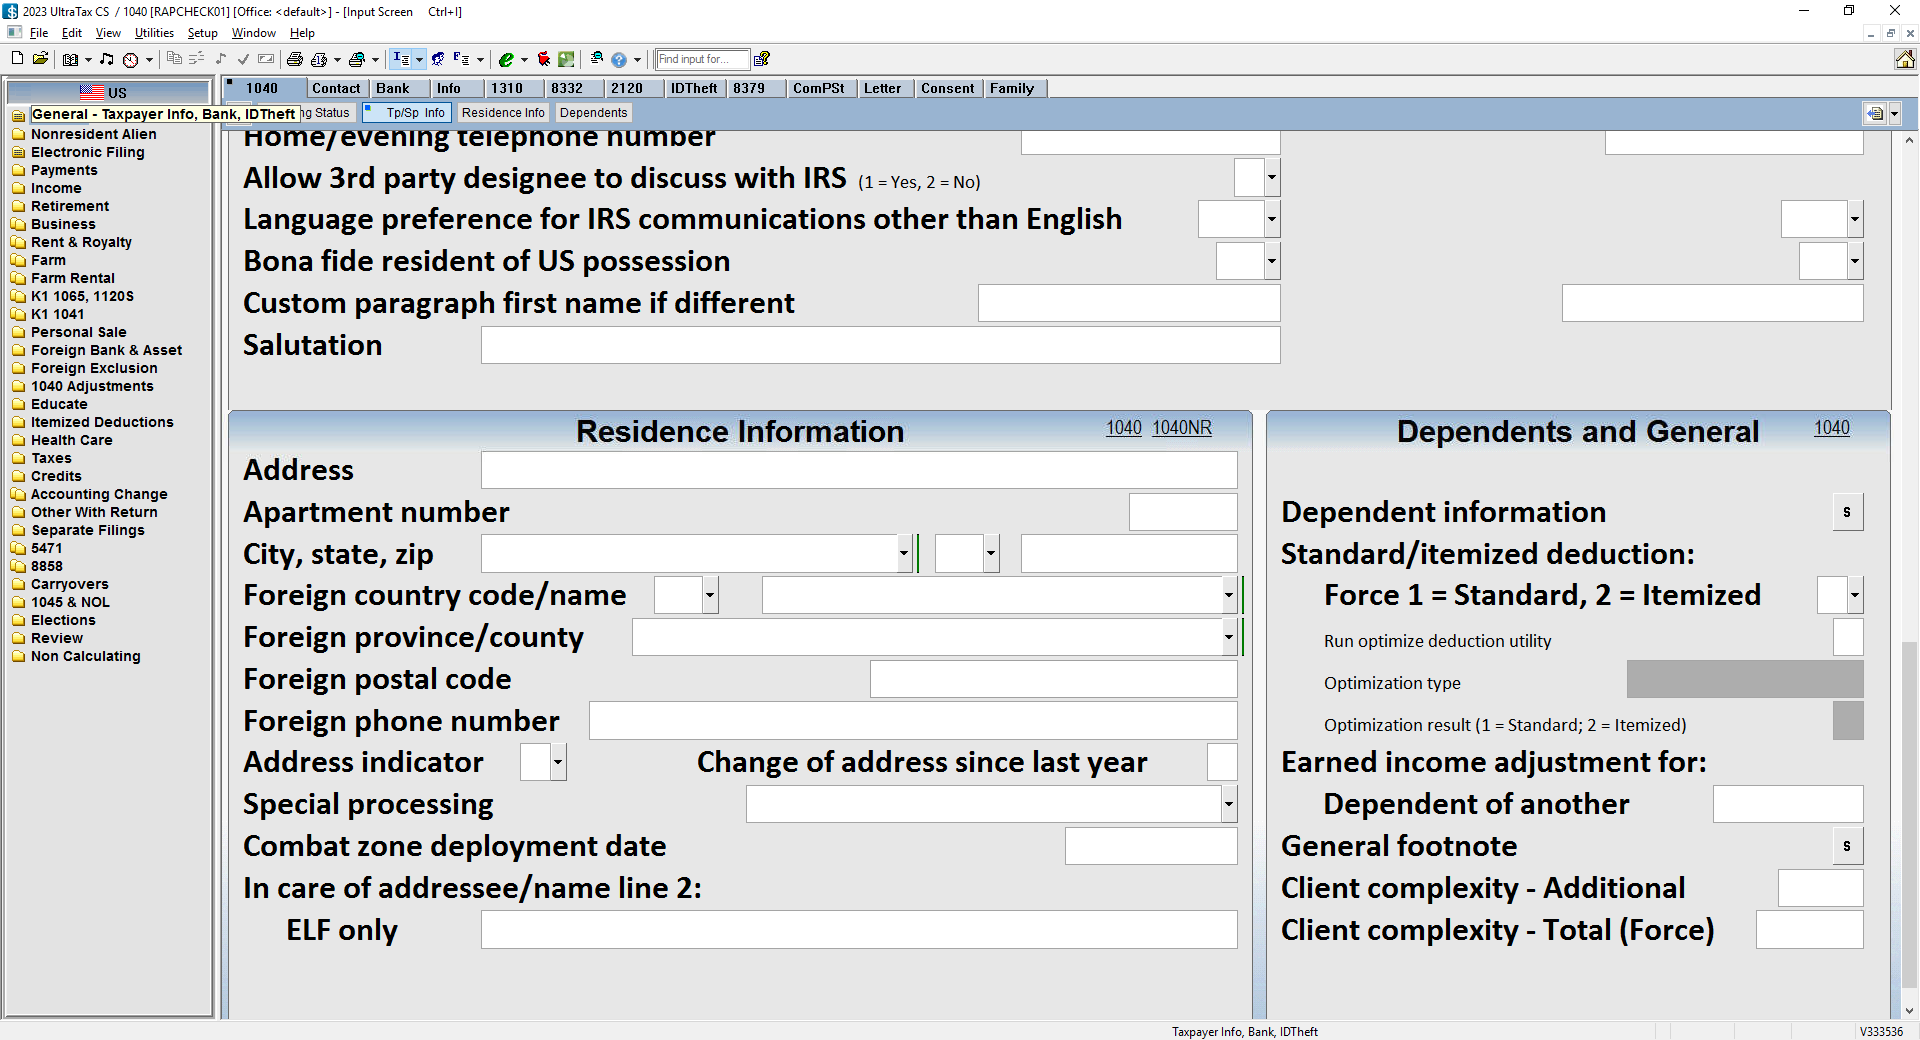 2023 UltraTax CS / 1040 [RAPCHECK01] [Office: <default>] - [Input Screen Ctrl+I]
File Edit View Utilities Setup Window Help
Find input for...
US
General - Taxpayer Info, Bank, IDTheft
Nonresident Alien
Electronic Filing
Payments
Income
Retirement
Business
Rent & Royalty
Farm
Farm Rental
K1 1065, 1120S
K1 1041
Personal Sale
Foreign Bank & Asset
Foreign Exclusion
1040 Adjustments
Educate
Itemized Deductions
Health Care
Taxes
Credits
Accounting Change
Other With Return
Separate Filings
5471
8858
Carryovers
1045 & NOL
Elections
Review
Non Calculating
1040 Contact Bank Info 1310 8332 2120 IDTheft 8379 ComPSt Letter Consent Family
ng Status Tp/Sp Info Residence Info Dependents
Home/evening telephone number
Allow 3rd party designee to discuss with IRS (1 = Yes, 2 = No)
Language preference for IRS communications other than English
Bona fide resident of US possession
Custom paragraph first name if different
Salutation
Residence Information 1040 1040NR
Address
Apartment number
City, state, zip
Foreign country code/name
Foreign province/county
Foreign postal code
Foreign phone number
Address indicator Change of address since last year
Special processing
Combat zone deployment date
In care of addressee/name line 2:
ELF only
Dependents and General 1040
Dependent information S
Standard/itemized deduction:
Force 1 = Standard, 2 = Itemized
Run optimize deduction utility
Optimization type
Optimization result (1 = Standard; 2 = Itemized)
Earned income adjustment for:
Dependent of another
General footnote S
Client complexity - Additional
Client complexity - Total (Force)
Taxpayer Info, Bank, IDTheft V333536